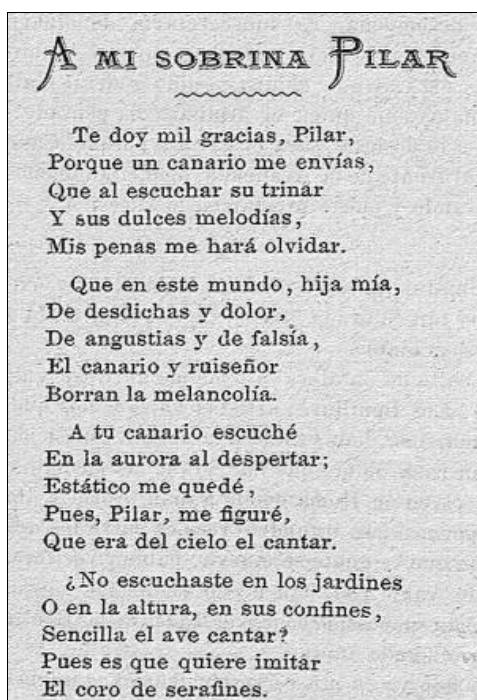 A MI SOBRINA PILAR
Te doy mil gracias, Pilar,
Porque un canario me envías,
Que al escuchar su trinar
Y sus dulces melodías,
Mis penas me hará olvidar.
Que en este mundo, hija mía,
De desdichas y dolor,
De angustias y de falsía,
El canario y ruiseñor
Borran la melancolía.
A tu canario escuché
En la aurora al despertar;
Estático me quedé,
Pues, Pilar, me figuré,
Que era del cielo el cantar.
¿No escuchaste en los jardines
O en la altura, en sus confines,
Sencilla el ave cantar?
Pues es que quiere imitar
El coro de serafines.